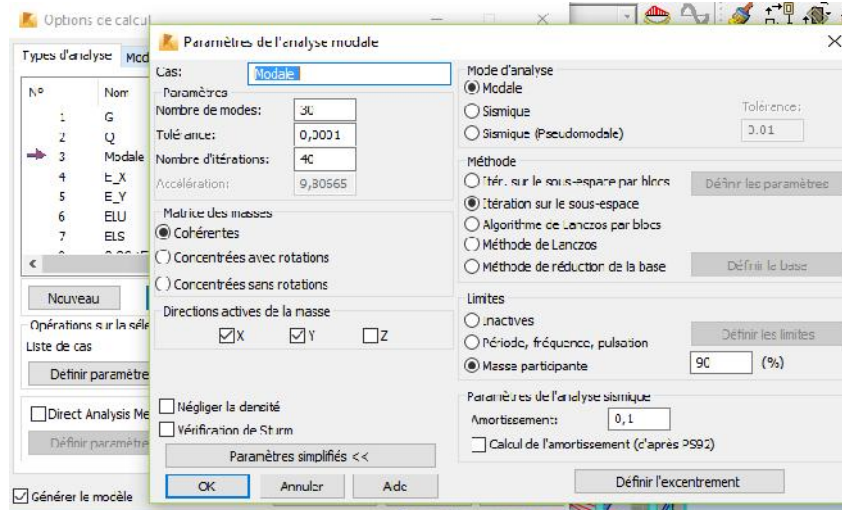 Options de calcul
Types d'analyse
N°
Nom
1 G
2 Q
3 Modale
4 E_X
5 E_Y
6 ELU
7 ELS
<
Nouveau
Opérations sur la séle
Liste de cas
Définir paramètre
Direct Analysis Me
Définir paramètre
Générer le modèle
Paramètres de l'analyse modale
Cas: Modale
Paramètres
Nombre de modes: 30
Tolérance: 0,0001
Nombre d'itérations: 40
Accélération: 9,80665
Matrice des masses
Cohérentes
Concentrées avec rotations
Concentrées sans rotations
Directions actives de la masse
X Y Z
Négliger la densité
Vérification de Sturm
Paramètres simplifiés <<
OK Annuler Aide
Mode d'analyse
Modale
Sismique
Sismique (Pseudomodale)
Tolérance:
0.01
Méthode
Itér. sur le sous-espace par blocs
Définir les paramètres
Itération sur le sous-espace
Algorithme de Lanczos par blocs
Méthode de Lanczos
Méthode de réduction de la base
Définir la base
Limites
Inactives
Période, fréquence, pulsation
Définir les limites
Masse participante 90 (%)
Paramètres de l'analyse sismique
Amortissement: 0,1
Calcul de l'amortissement (d'après PS92)
Définir l'excentrement